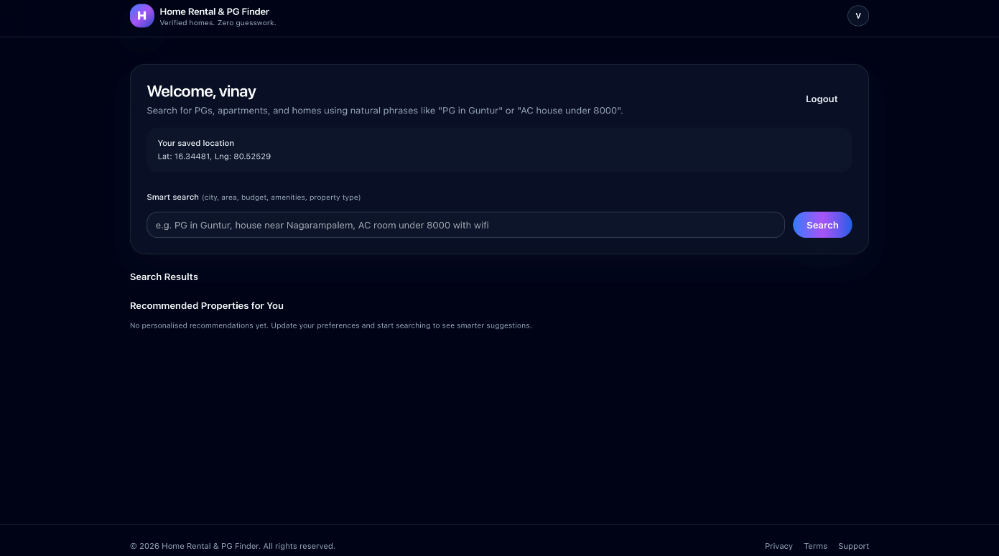 H
Home Rental & PG Finder
Verified homes. Zero guesswork.
V
Welcome, vinay
Search for PGs, apartments, and homes using natural phrases like "PG in Guntur" or "AC house under 8000".
Logout
Your saved location
Lat: 16.34481, Lng: 80.52529
Smart search (city, area, budget, amenities, property type)
e.g. PG in Guntur, house near Nagarampalem, AC room under 8000 with wifi
Search
Search Results
Recommended Properties for You
No personalised recommendations yet. Update your preferences and start searching to see smarter suggestions.
© 2026 Home Rental & PG Finder. All rights reserved.
Privacy Terms Support